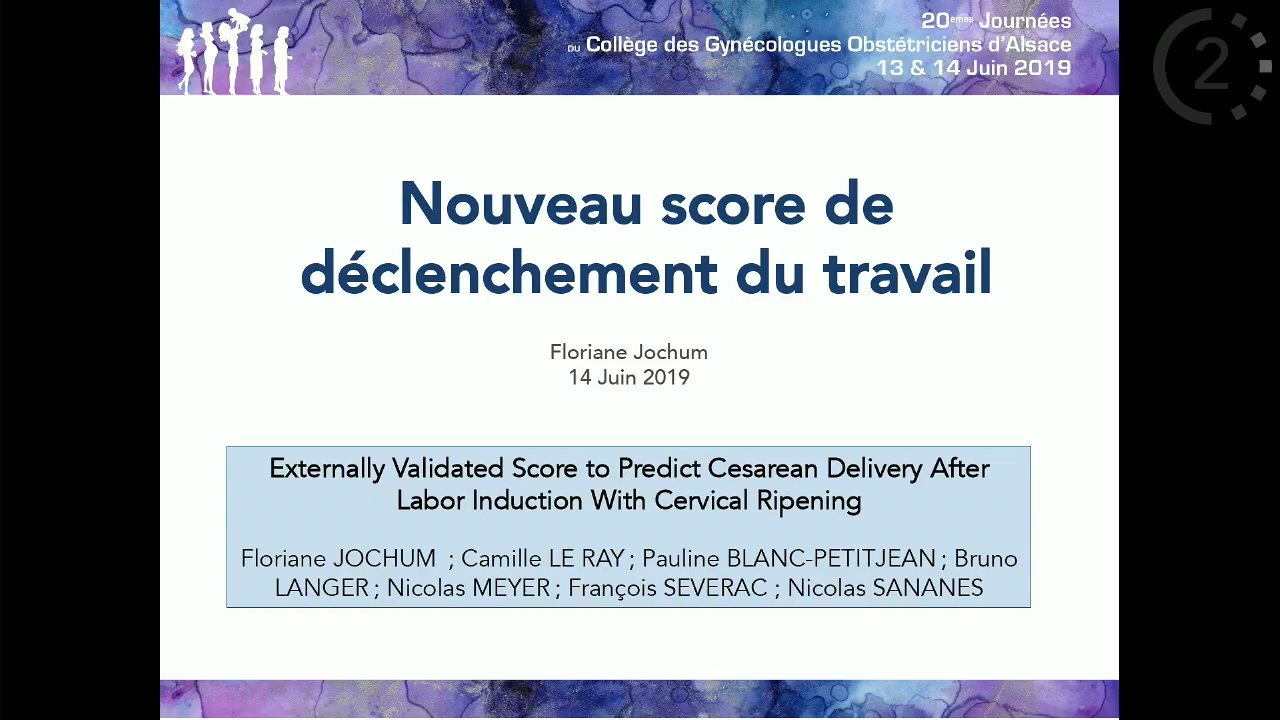 20èmes Journées
DU Collège des Gynécologues Obstétriciens d'Alsace
13 & 14 Juin 2019
2
Nouveau score de
déclenchement du travail
Floriane Jochum
14 Juin 2019
Externally Validated Score to Predict Cesarean Delivery After
Labor Induction With Cervical Ripening
Floriane JOCHUM ; Camille LE RAY ; Pauline BLANC-PETITJEAN ; Bruno
LANGER ; Nicolas MEYER ; François SEVERAC ; Nicolas SANANES